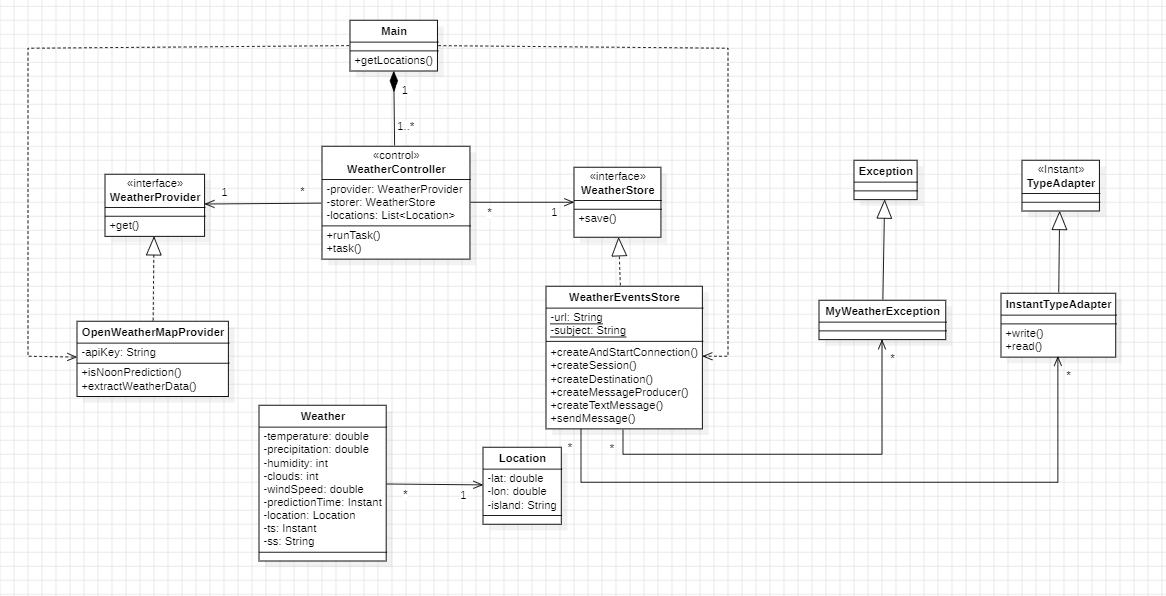 Main
+getLocations()
1
1..*
«control»
WeatherController
-provider: WeatherProvider
-storer: WeatherStore
-locations: List<Location>
+runTask()
+task()
«interface»
WeatherProvider
+get()
1
*
«interface»
WeatherStore
+save()
*
1
Exception
«Instant»
TypeAdapter
OpenWeatherMapProvider
-apiKey: String
+isNoonPrediction()
+extractWeatherData()
WeatherEventsStore
-url: String
-subject: String
+createAndStartConnection()
+createSession()
+createDestination()
+createMessageProducer()
+createTextMessage()
+sendMessage()
MyWeatherException
InstantTypeAdapter
+write()
+read()
*
*
*
*
Weather
-temperature: double
-precipitation: double
-humidity: int
-clouds: int
-windSpeed: double
-predictionTime: Instant
-location: Location
-ts: Instant
-ss: String
*
1
Location
-lat: double
-lon: double
-island: String